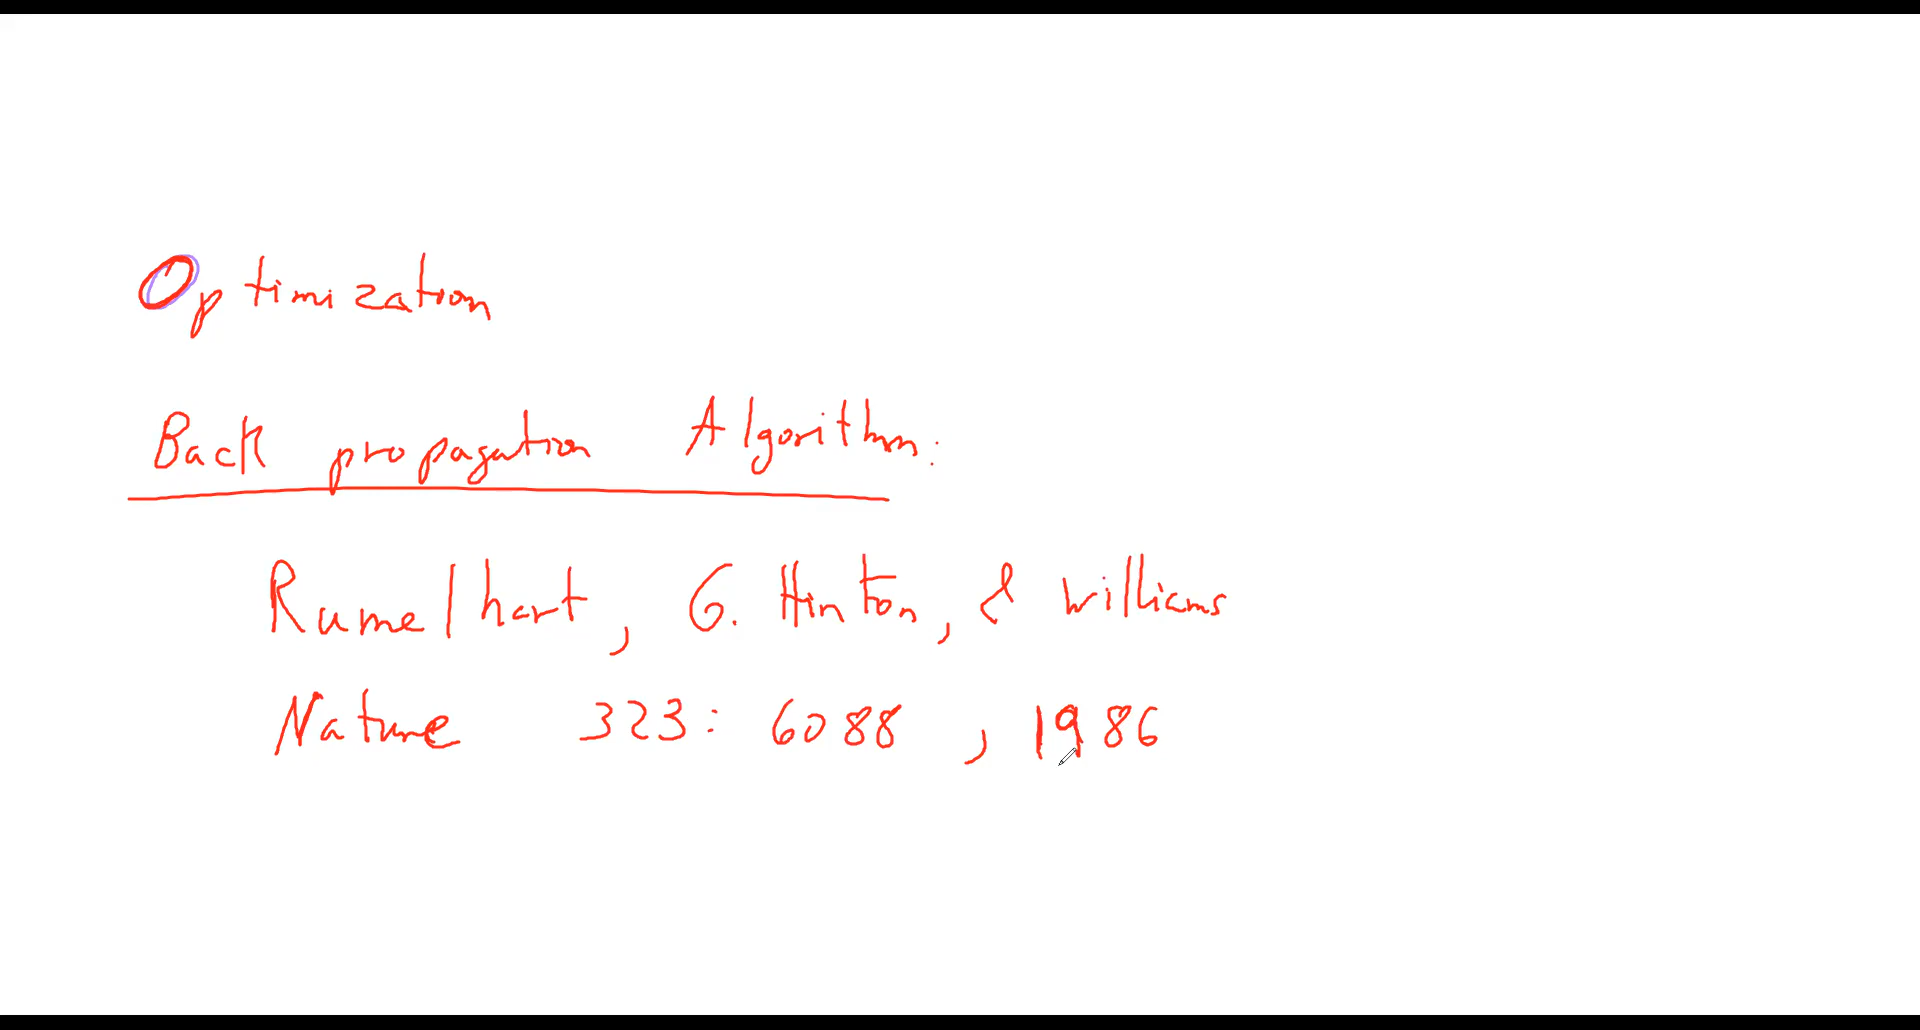 Optimization
Back propagation Algorithm:
Rumelhart, G. Hinton, & Williams
Nature 323: 6088, 1986